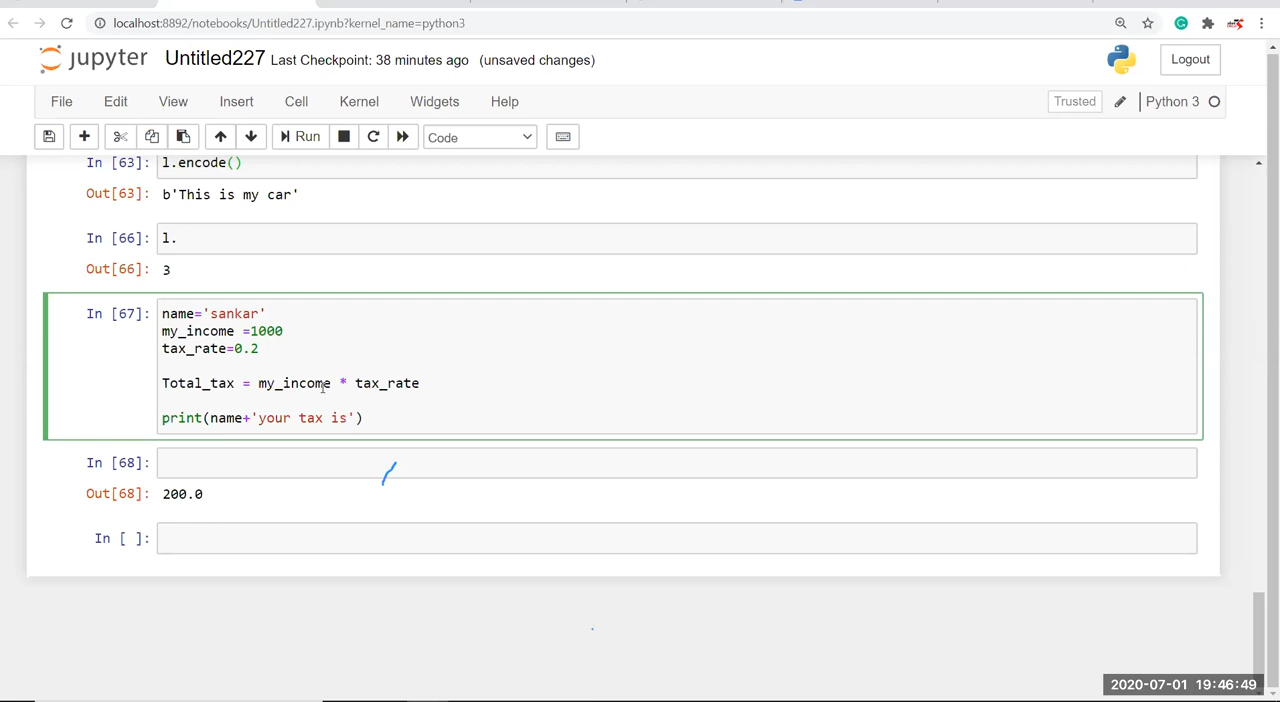 localhost:8892/notebooks/Untitled227.ipynb?kernel_name=python3
jupyter Untitled227 Last Checkpoint: 38 minutes ago (unsaved changes)
Logout
File Edit View Insert Cell Kernel Widgets Help
Trusted Python 3
Run Code
In [63]: l.encode()
Out[63]: b'This is my car'
In [66]: l.
Out[66]: 3
In [67]: name='sankar'
my_income =1000
tax_rate=0.2
Total_tax = my_income * tax_rate
print(name+'your tax is')
In [68]:
Out[68]: 200.0
In [ ]:
2020-07-01 19:46:49